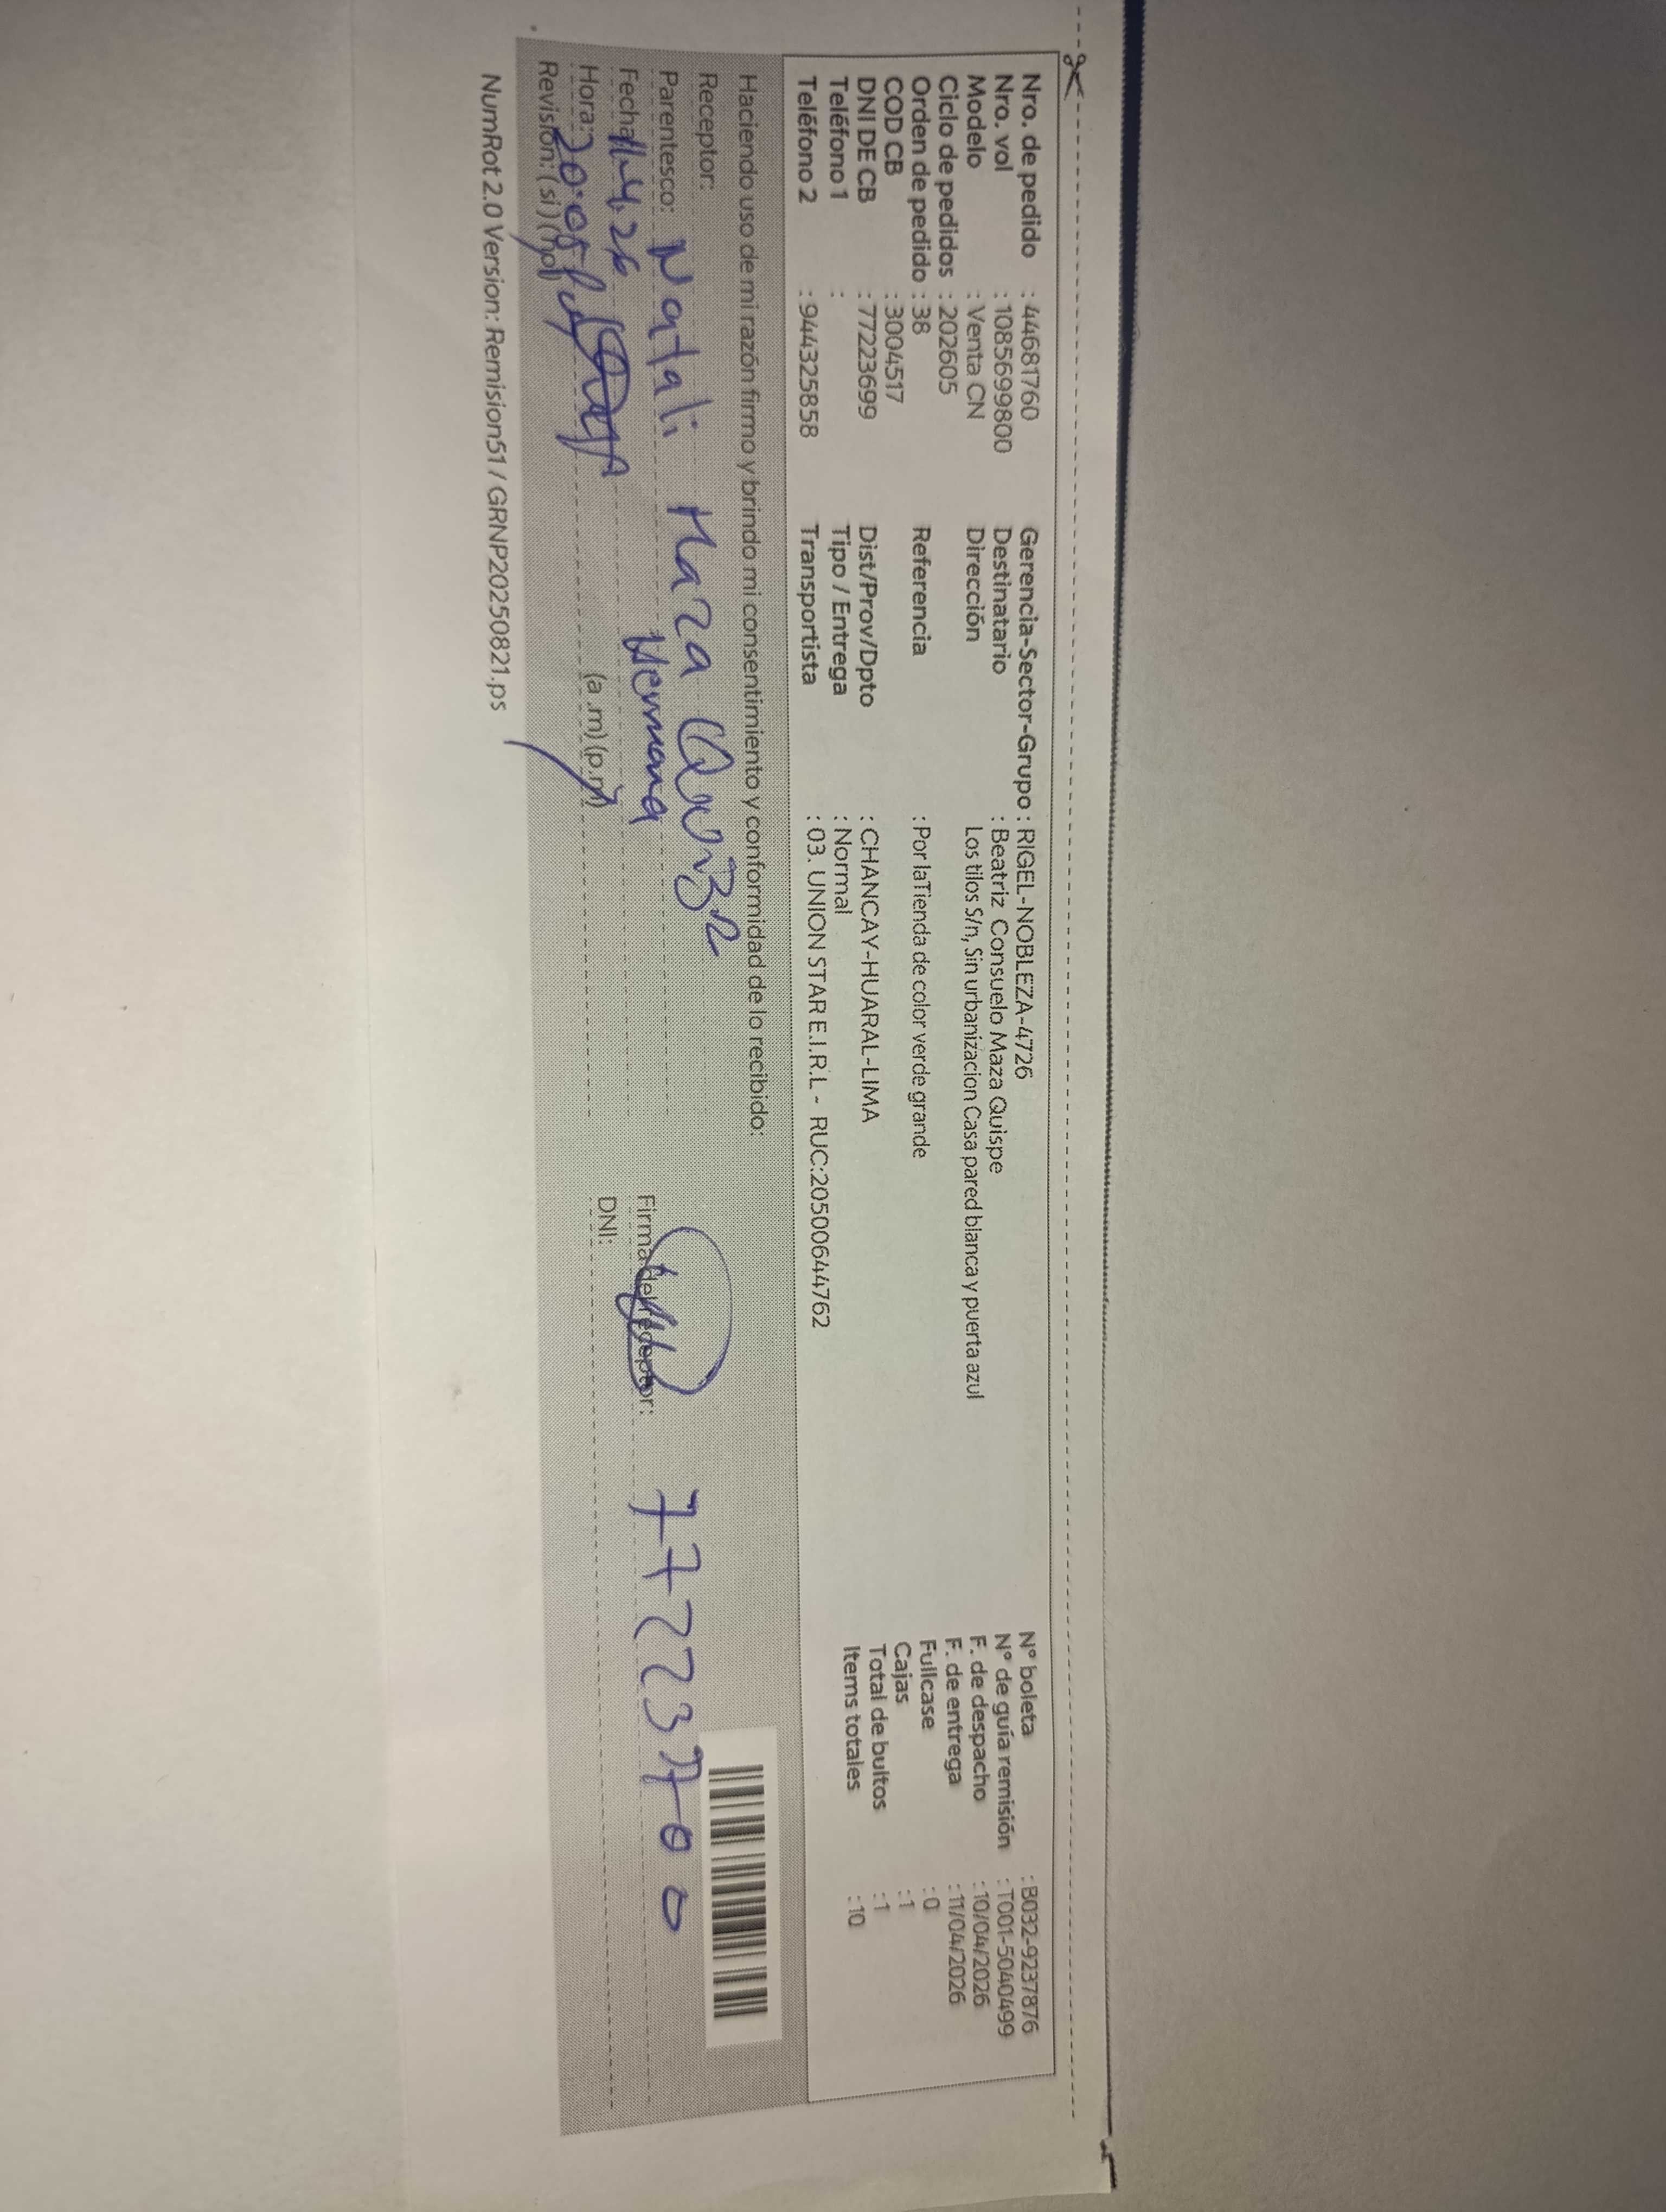 Nro. de pedido : 44681760
Nro. vol : 1085699800
Modelo : Venta CN
Ciclo de pedidos : 202605
Orden de pedido : 38
COD CB : 3004517
DNI DE CB : 77223699
Teléfono 1 :
Teléfono 2 : 944325858
Gerencia-Sector-Grupo : RIGEL-NOBLEZA-4726
Destinatario : Beatriz Consuelo Maza Quispe
Dirección Los tilos S/n, Sin urbanizacion Casa pared blanca y puerta azul
Referencia : Por laTienda de color verde grande
Dist/Prov/Dpto : CHANCAY-HUARAL-LIMA
Tipo / Entrega : Normal
Transportista : 03. UNION STAR E.I.R.L - RUC:20500644762
N° boleta : B032-9237876
N° de guía remisión : T001-5040499
F. de despacho : 10/04/2026
F. de entrega : 11/04/2026
Fullcase : 0
Cajas : 1
Total de bultos : 1
Items totales : 10
Haciendo uso de mi razón firmo y brindo mi consentimiento y conformidad de lo recibido:
Receptor: Natali Maza
Parentesco: Hermana
Fecha: 11-4.26
Hora: 20:05 (a .m) (p.m)
Revisión: (si) (no)
Firma del receptor:
DNI: 77223700
NumRot 2.0 Version: Remision51 / GRNP20250821.ps